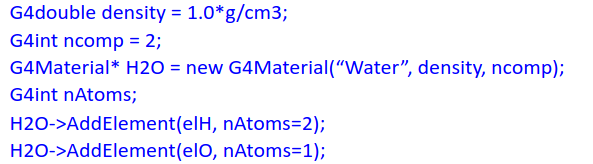 G4double density = 1.0*g/cm3;
G4int ncomp = 2;
G4Material* H2O = new G4Material(“Water”, density, ncomp);
G4int nAtoms;
H2O->AddElement(elH, nAtoms=2);
H2O->AddElement(elO, nAtoms=1);